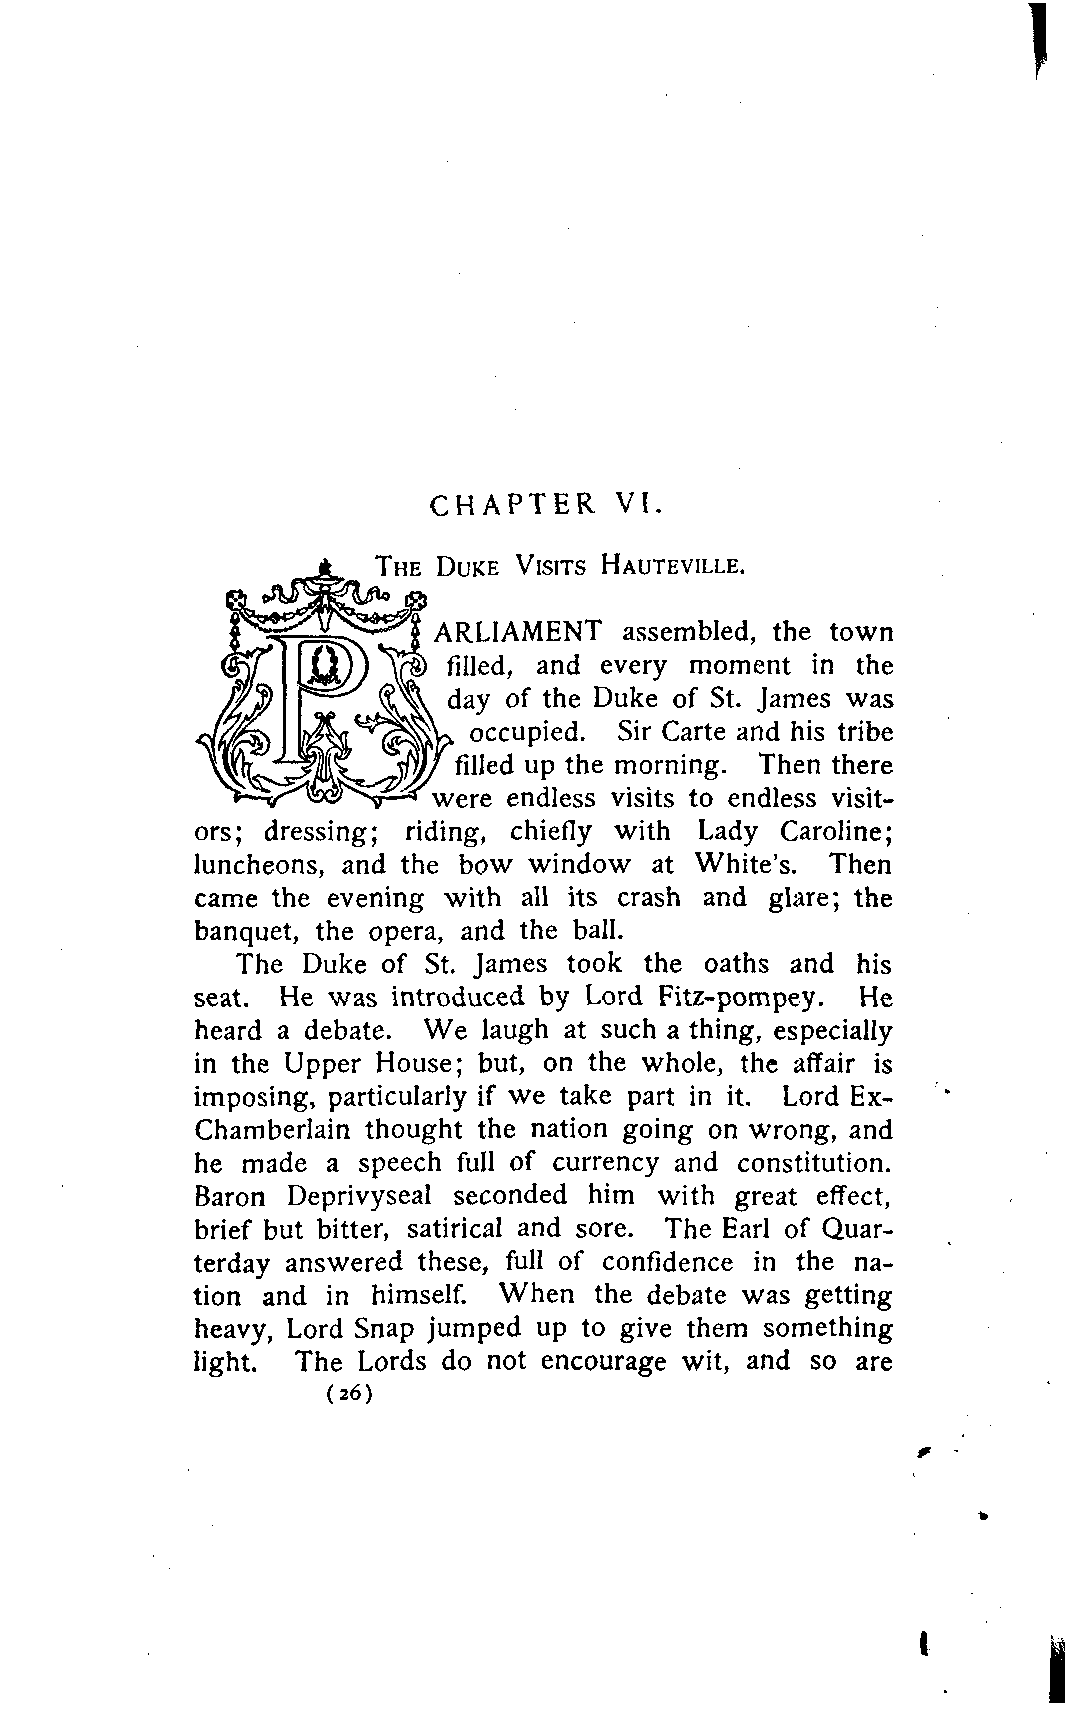 CHAPTER VI.
THE DUKE VISITS HAUTEVILLE.
PARLIAMENT assembled, the town
filled, and every moment in the
day of the Duke of St. James was
occupied. Sir Carte and his tribe
filled up the morning. Then there
were endless visits to endless visit-
ors; dressing; riding, chiefly with Lady Caroline;
luncheons, and the bow window at White's. Then
came the evening with all its crash and glare; the
banquet, the opera, and the ball.
The Duke of St. James took the oaths and his
seat. He was introduced by Lord Fitz-pompey. He
heard a debate. We laugh at such a thing, especially
in the Upper House; but, on the whole, the affair is
imposing, particularly if we take part in it. Lord Ex-
Chamberlain thought the nation going on wrong, and
he made a speech full of currency and constitution.
Baron Deprivyseal seconded him with great effect,
brief but bitter, satirical and sore. The Earl of Quar-
terday answered these, full of confidence in the na-
tion and in himself. When the debate was getting
heavy, Lord Snap jumped up to give them something
light. The Lords do not encourage wit, and so are
(26)